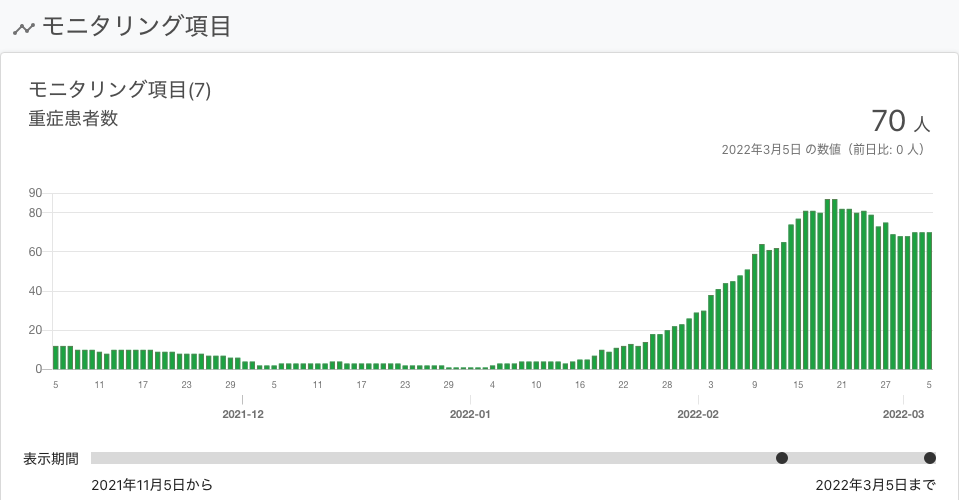 モニタリング項目
モニタリング項目(7)
重症患者数
70 人
2022年3月5日 の数値（前日比: 0 人）
90
80
60
40
20
0
5 11 17 23 29 5 11 17 23 29 4 10 16 22 28 3 9 15 21 27 5
2021-12 2022-01 2022-02 2022-03
表示期間
2021年11月5日から 2022年3月5日まで